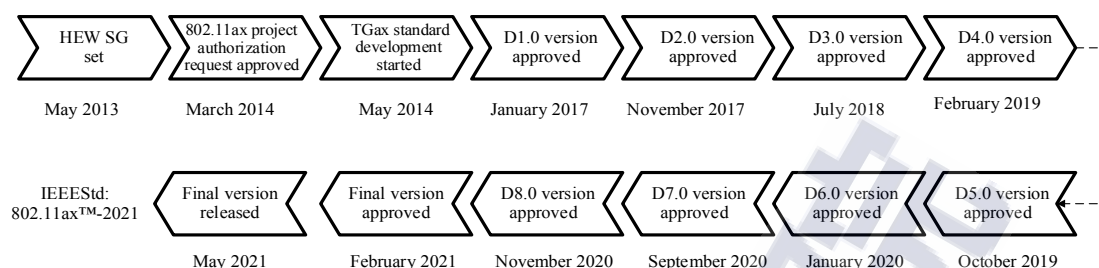 HEW SG
set
802.11ax project
authorization
request approved
TGax standard
development
started
D1.0 version
approved
D2.0 version
approved
D3.0 version
approved
D4.0 version
approved
May 2013
March 2014
May 2014
January 2017
November 2017
July 2018
February 2019
IEEEStd:
802.11ax™-2021
Final version
released
Final version
approved
D8.0 version
approved
D7.0 version
approved
D6.0 version
approved
D5.0 version
approved
May 2021
February 2021
November 2020
September 2020
January 2020
October 2019